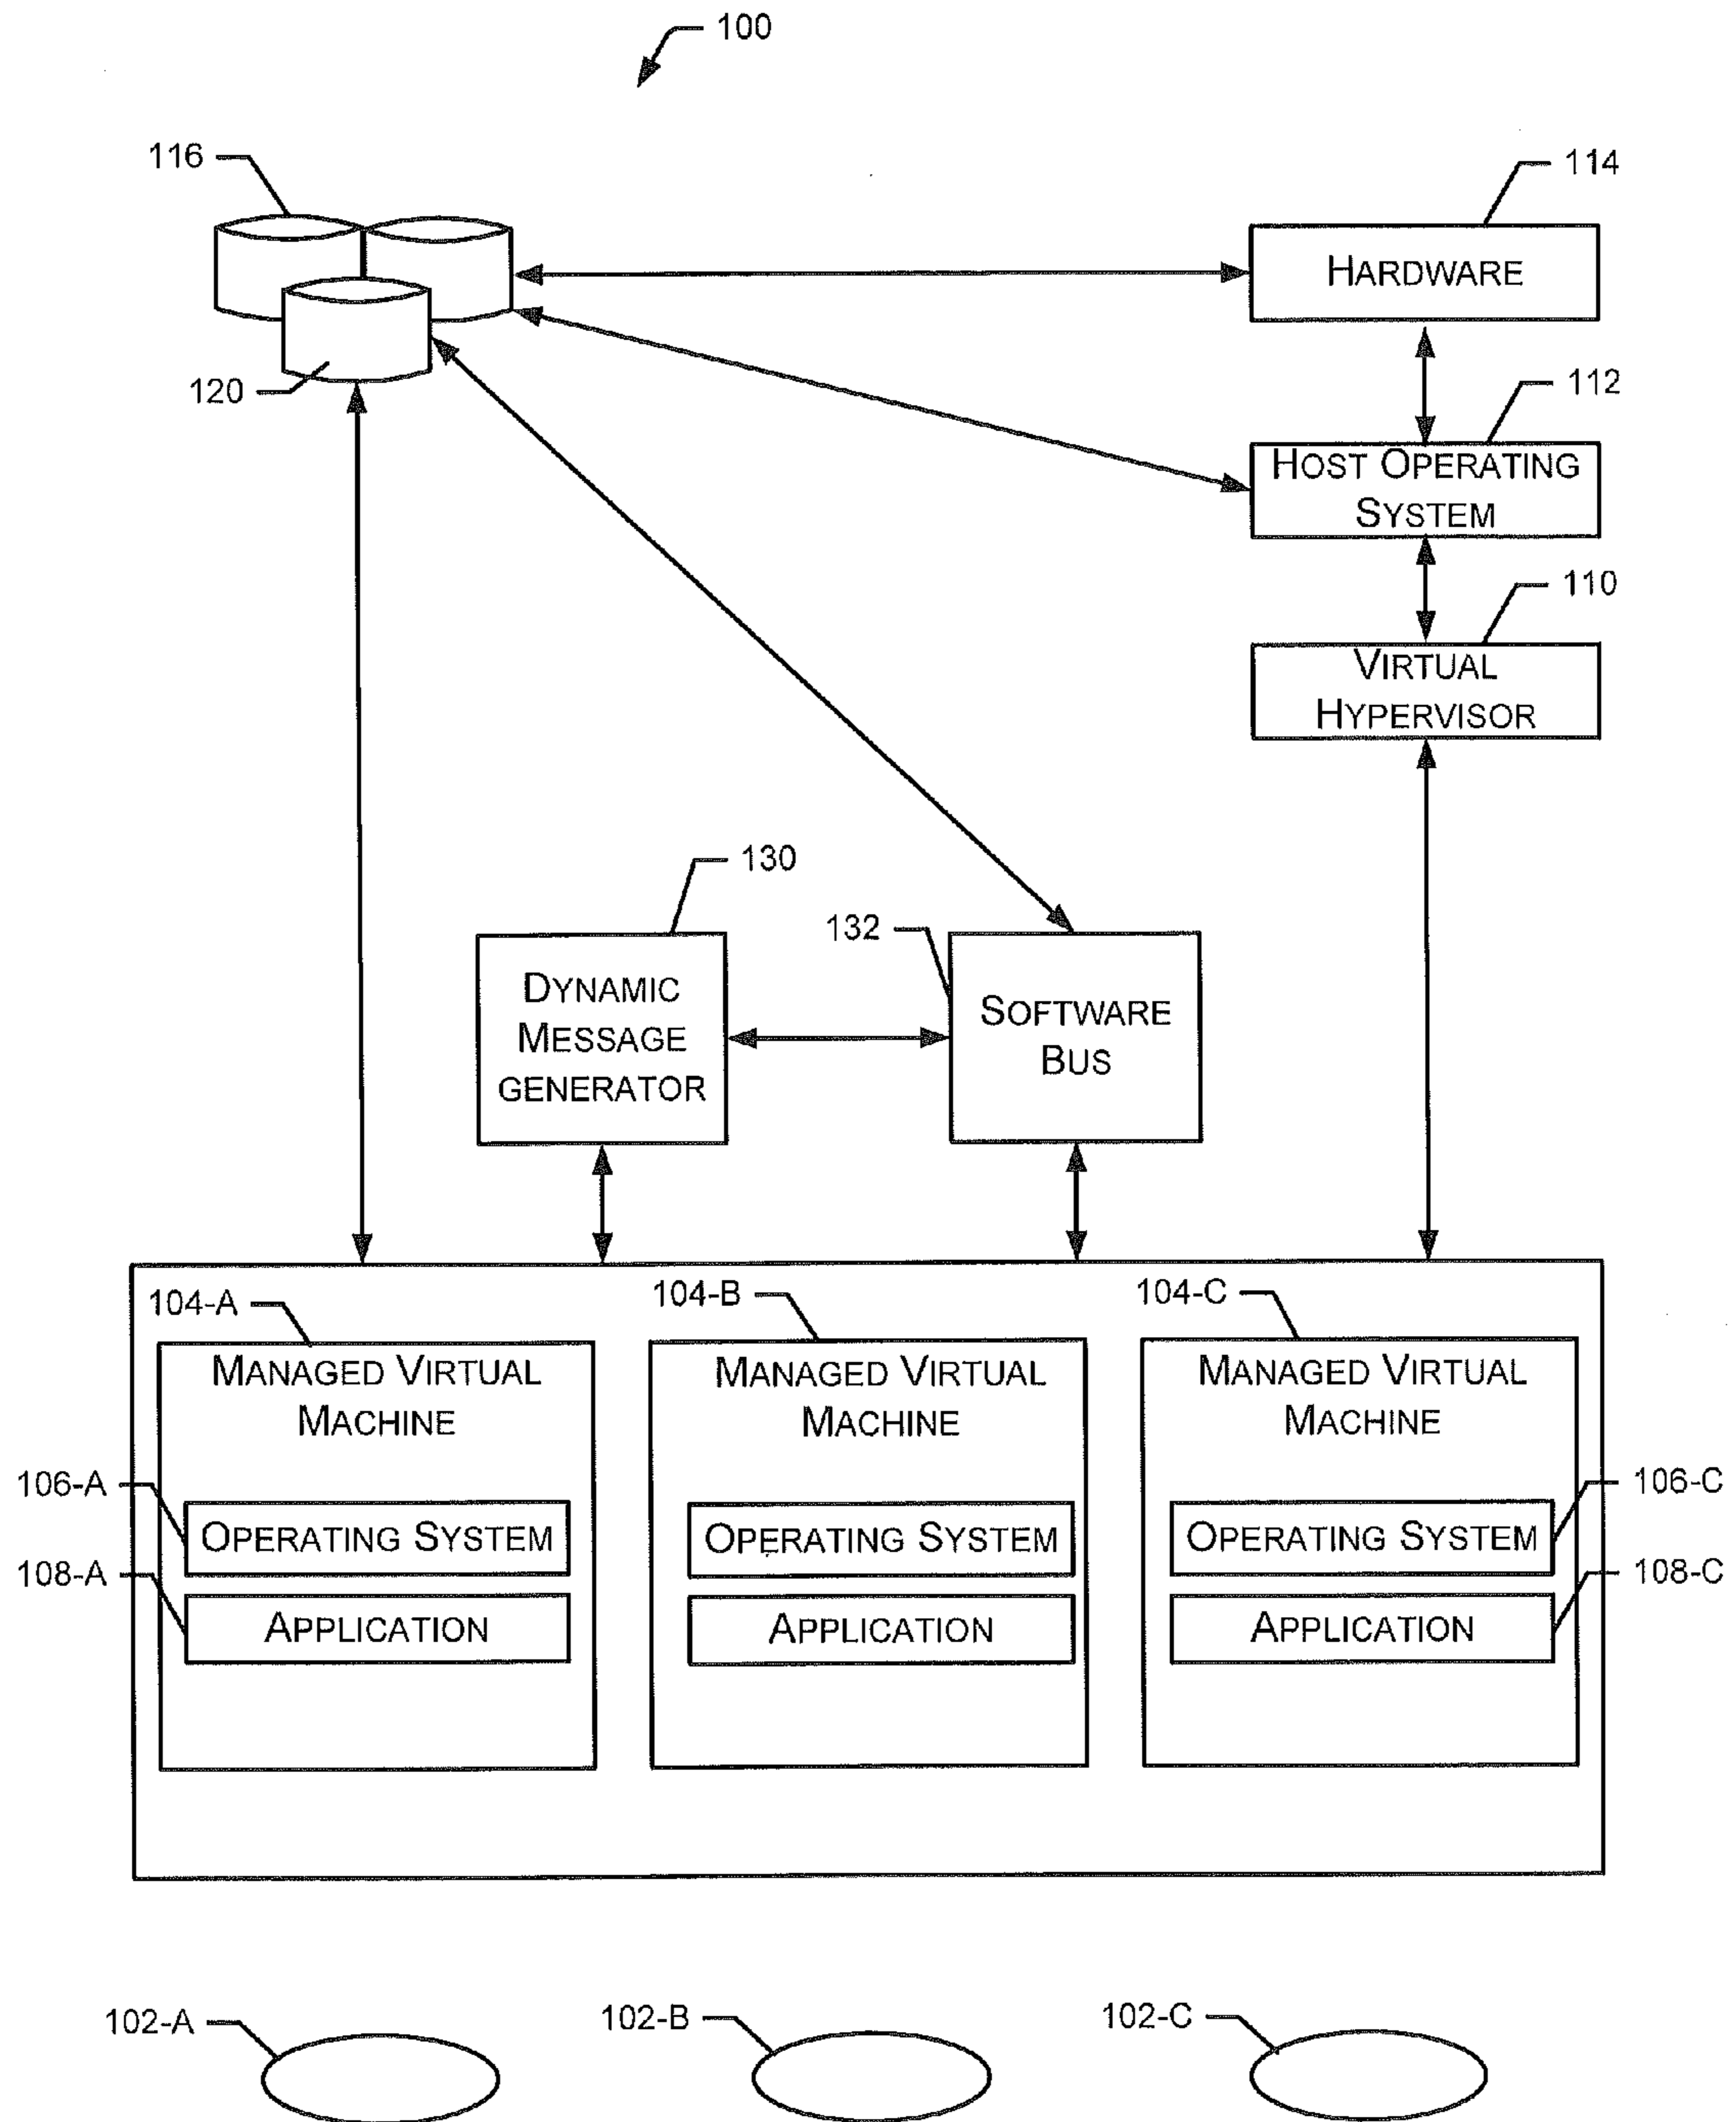 100
116
114
HARDWARE
120
112
HOST OPERATING
SYSTEM
110
VIRTUAL
HYPERVISOR
130
132
DYNAMIC
MESSAGE
GENERATOR
SOFTWARE
BUS
104-A
104-B
104-C
MANAGED VIRTUAL
MACHINE
MANAGED VIRTUAL
MACHINE
MANAGED VIRTUAL
MACHINE
106-A
OPERATING SYSTEM
OPERATING SYSTEM
OPERATING SYSTEM
106-C
108-A
APPLICATION
APPLICATION
APPLICATION
108-C
102-A
102-B
102-C